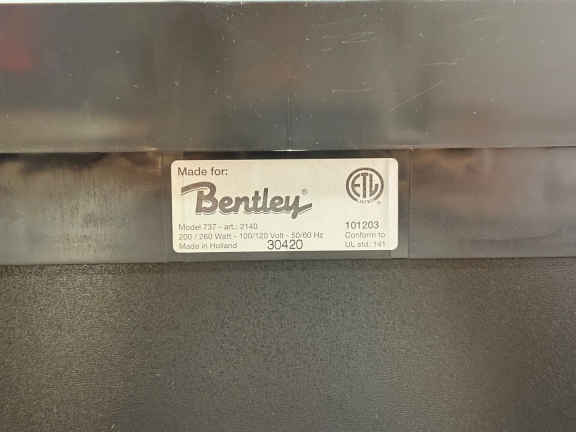 Made for:
Bentley®
ETL
Model 737 - art.: 2140
101203
200 / 260 Watt - 100/120 Volt - 50/60 Hz
Conform to
Made in Holland
30420
UL std.: 141